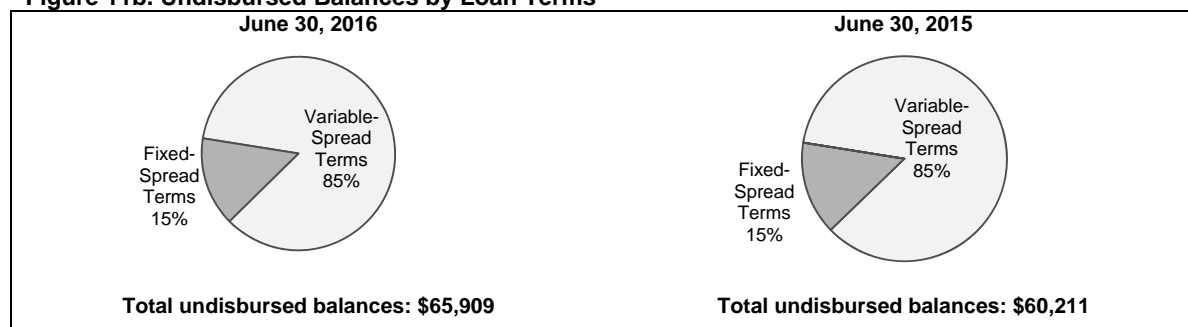 Figure 11b: Undisbursed Balances by Loan Terms
June 30, 2016
Variable-
Spread
Terms
85%
Fixed-
Spread
Terms
15%
Total undisbursed balances: $65,909
June 30, 2015
Variable-
Spread
Terms
85%
Fixed-
Spread
Terms
15%
Total undisbursed balances: $60,211